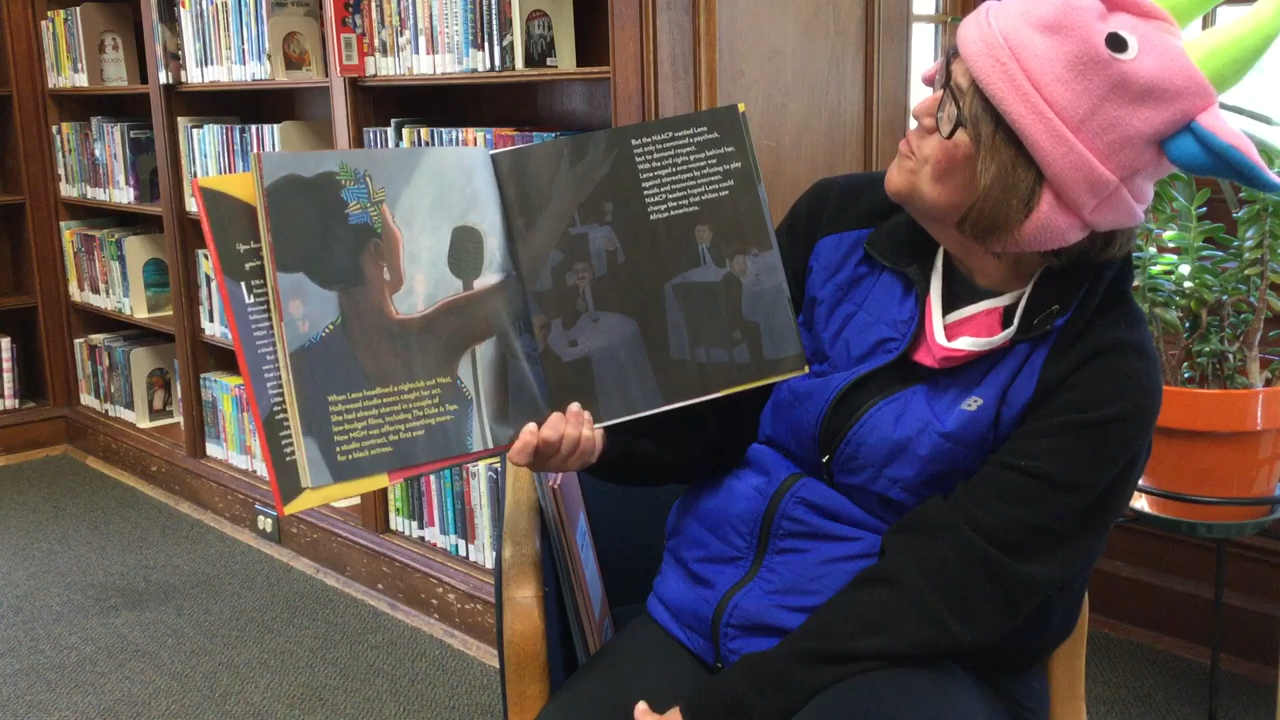 When Lena headlined a nightclub out West,
Hollywood studio execs caught her act.
She had already starred in a couple of
low-budget films, including The Duke Is Tops.
Now MGM was offering something more—
a studio contract, the first ever
for a black actress.
But the NAACP wanted Lena
not only to command a paycheck,
but to demand respect.
With the civil rights group behind her,
Lena waged a one-woman war
against stereotypes by refusing to play
maids and mammies onscreen.
NAACP leaders hoped Lena could
change the way that whites saw
African Americans.